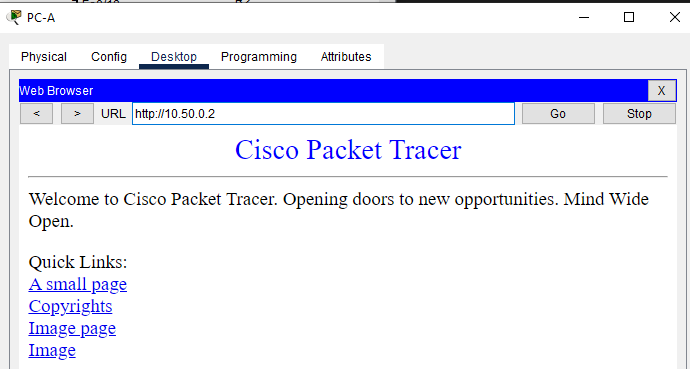 PC-A
Physical Config Desktop Programming Attributes
Web Browser X
< > URL http://10.50.0.2 Go Stop
Cisco Packet Tracer
Welcome to Cisco Packet Tracer. Opening doors to new opportunities. Mind Wide
Open.
Quick Links:
A small page
Copyrights
Image page
Image